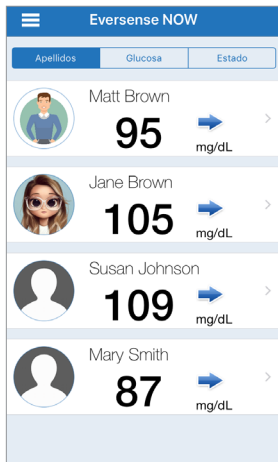 Eversense NOW
Apellidos Glucosa Estado
Matt Brown
95
mg/dL
Jane Brown
105
mg/dL
Susan Johnson
109
mg/dL
Mary Smith
87
mg/dL